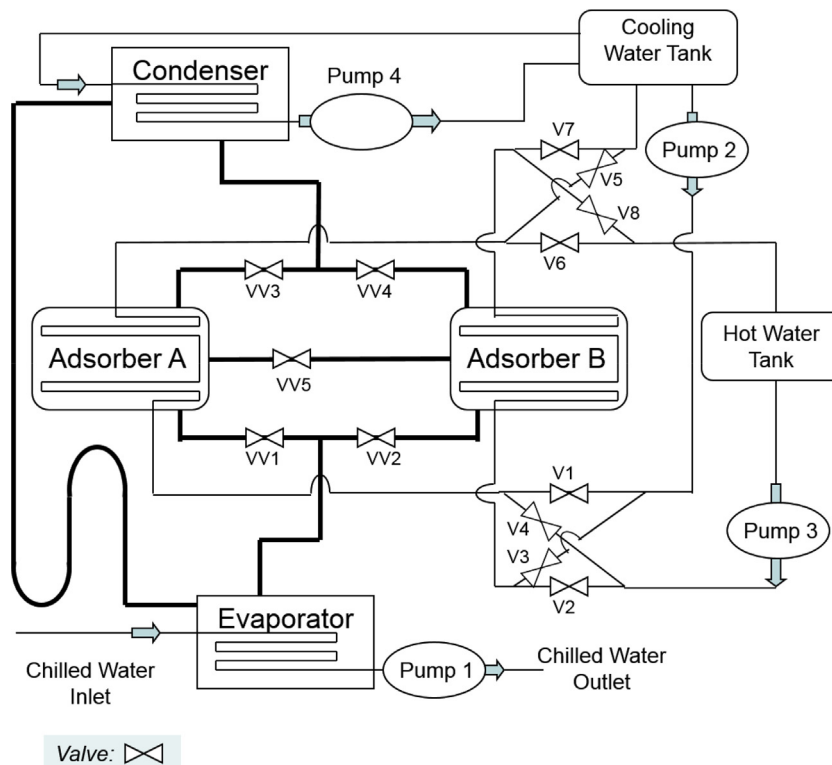 Cooling
Water Tank
Condenser
Pump 4
V7
Pump 2
V5
V8
V6
VV3
VV4
Adsorber A
Adsorber B
VV5
Hot Water
Tank
VV1
VV2
V1
V4
Pump 3
V3
V2
Evaporator
Chilled Water
Inlet
Pump 1
Chilled Water
Outlet
Valve: